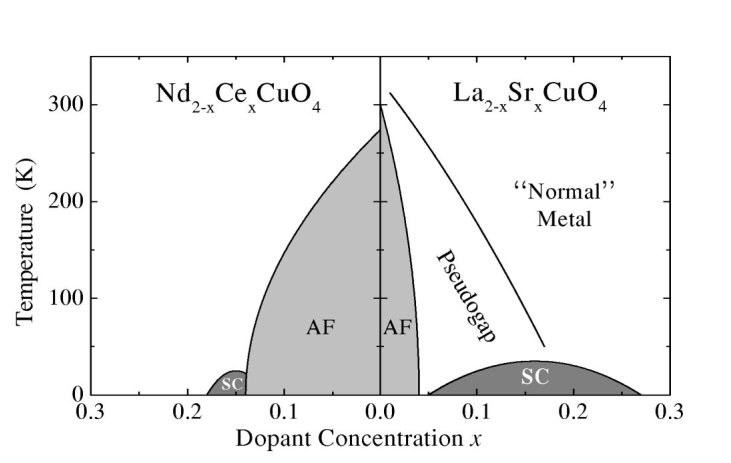 Nd2-xCexCuO4
La2-xSrxCuO4
300
200
100
0
Temperature (K)
“Normal”
Metal
Pseudogap
AF
AF
SC
SC
0.3
0.2
0.1
0.0
0.1
0.2
0.3
Dopant Concentration x